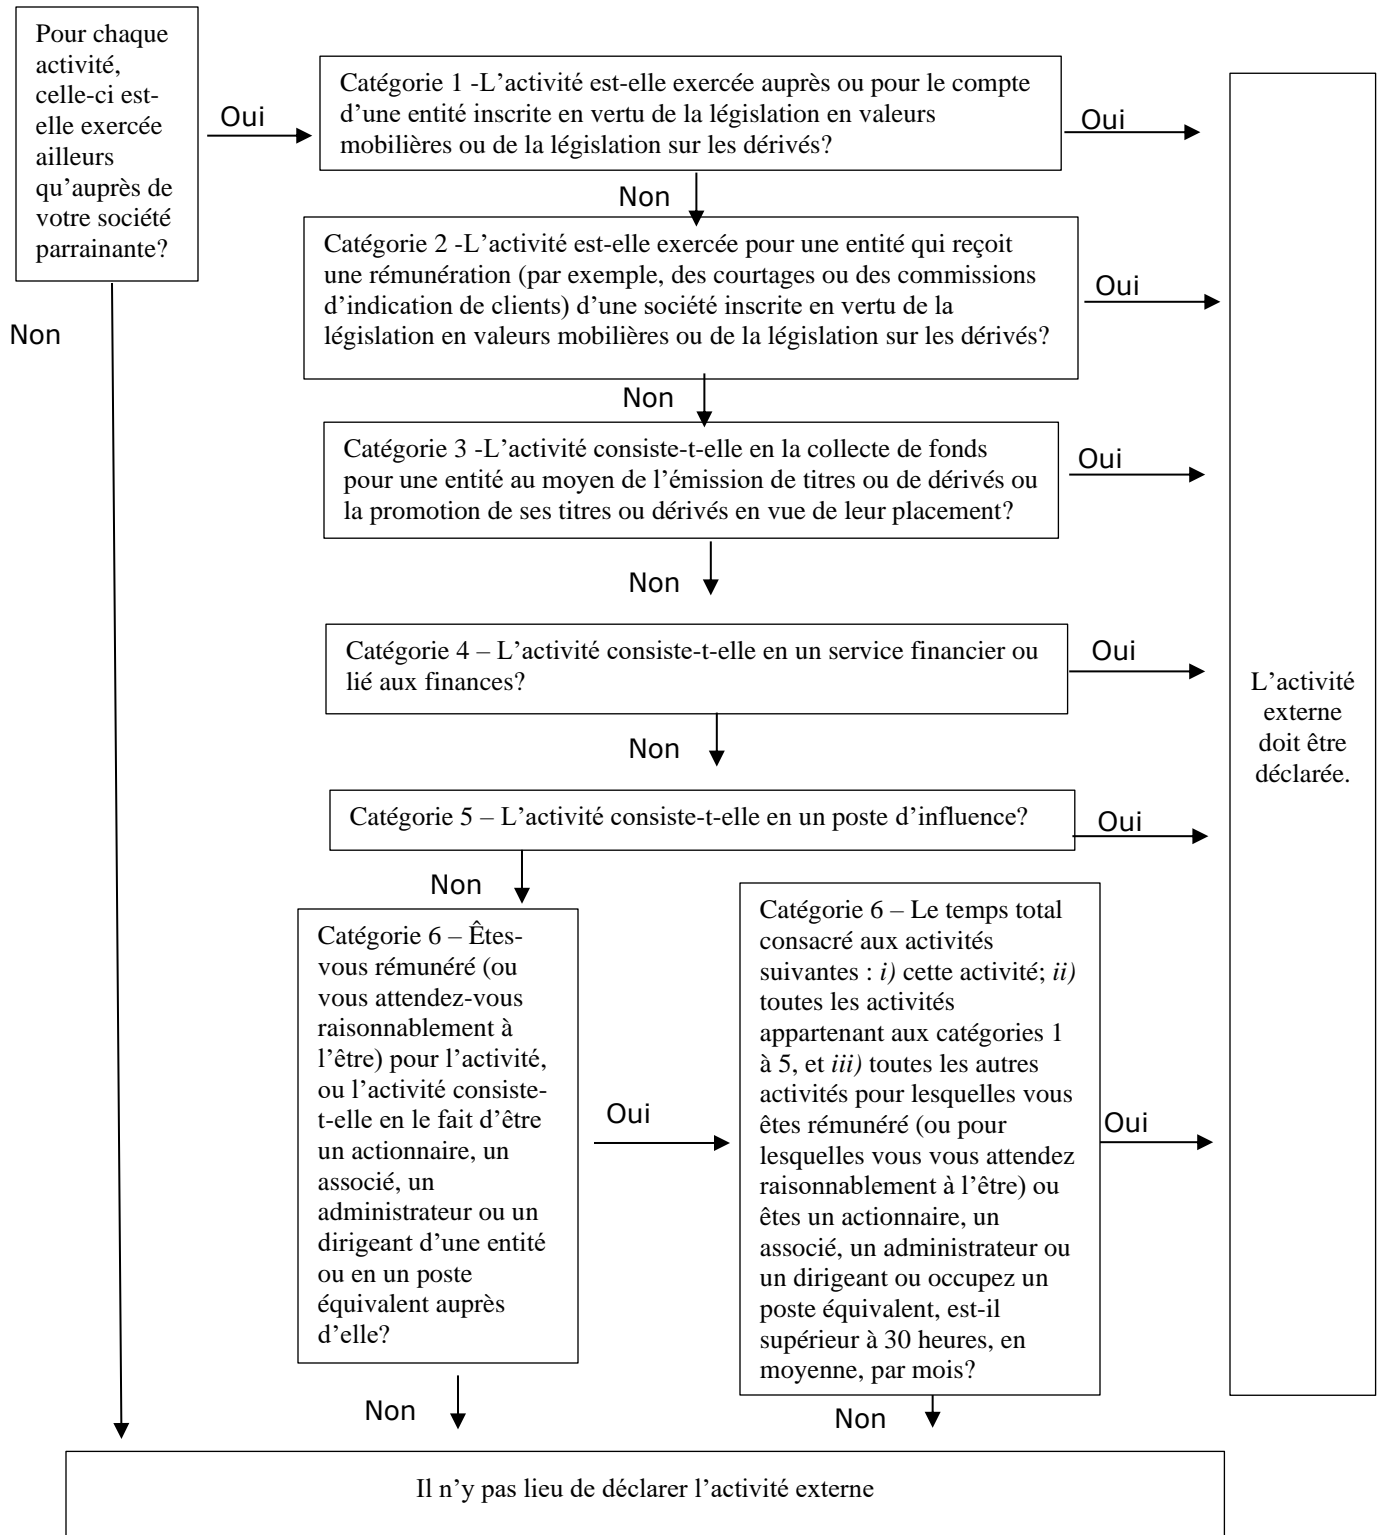 Pour chaque
activité,
celle-ci est-
elle exercée
ailleurs
qu'auprès de
votre société
parrainante?
Oui
Catégorie 1 -L'activité est-elle exercée auprès ou pour le compte
d'une entité inscrite en vertu de la législation en valeurs
mobilières ou de la législation sur les dérivés?
Oui
Non
Catégorie 2 -L'activité est-elle exercée pour une entité qui reçoit
une rémunération (par exemple, des courtages ou des commissions
d'indication de clients) d'une société inscrite en vertu de la
législation en valeurs mobilières ou de la législation sur les dérivés?
Oui
Non
Non
Catégorie 3 -L'activité consiste-t-elle en la collecte de fonds
pour une entité au moyen de l'émission de titres ou de dérivés ou
la promotion de ses titres ou dérivés en vue de leur placement?
Oui
Non
Catégorie 4 – L'activité consiste-t-elle en un service financier ou
lié aux finances?
Oui
Non
Catégorie 5 – L'activité consiste-t-elle en un poste d'influence?
Oui
Non
Catégorie 6 – Êtes-
vous rémunéré (ou
vous attendez-vous
raisonnablement à
l'être) pour l'activité,
ou l'activité consiste-
t-elle en le fait d'être
un actionnaire, un
associé, un
administrateur ou un
dirigeant d'une entité
ou en un poste
équivalent auprès
d'elle?
Oui
Non
Catégorie 6 – Le temps total
consacré aux activités
suivantes : i) cette activité; ii)
toutes les activités
appartenant aux catégories 1
à 5, et iii) toutes les autres
activités pour lesquelles vous
êtes rémunéré (ou pour
lesquelles vous vous attendez
raisonnablement à l'être) ou
êtes un actionnaire, un
associé, un administrateur ou
un dirigeant ou occupez un
poste équivalent, est-il
supérieur à 30 heures, en
moyenne, par mois?
Oui
Non
L'activité
externe
doit être
déclarée.
Il n'y pas lieu de déclarer l'activité externe